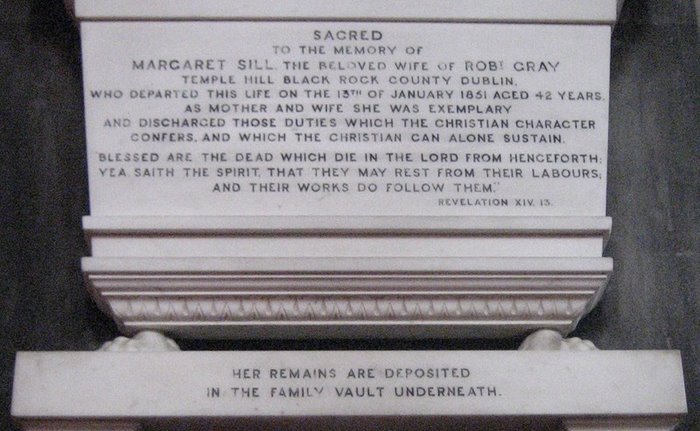 SACRED
TO THE MEMORY OF
MARGARET SILL, THE BELOVED WIFE OF ROBT. GRAY
TEMPLE HILL BLACK ROCK COUNTY DUBLIN.
WHO DEPARTED THIS LIFE ON THE 13TH OF JANUARY 1851 AGED 42 YEARS.
AS MOTHER AND WIFE SHE WAS EXEMPLARY
AND DISCHARGED THOSE DUTIES WHICH THE CHRISTIAN CHARACTER
CONFERS, AND WHICH THE CHRISTIAN CAN ALONE SUSTAIN.
BLESSED ARE THE DEAD WHICH DIE IN THE LORD FROM HENCEFORTH:
YEA SAITH THE SPIRIT, THAT THEY MAY REST FROM THEIR LABOURS;
AND THEIR WORKS DO FOLLOW THEM."
REVELATION XIV. 13.
HER REMAINS ARE DEPOSITED
IN THE FAMILY VAULT UNDERNEATH.